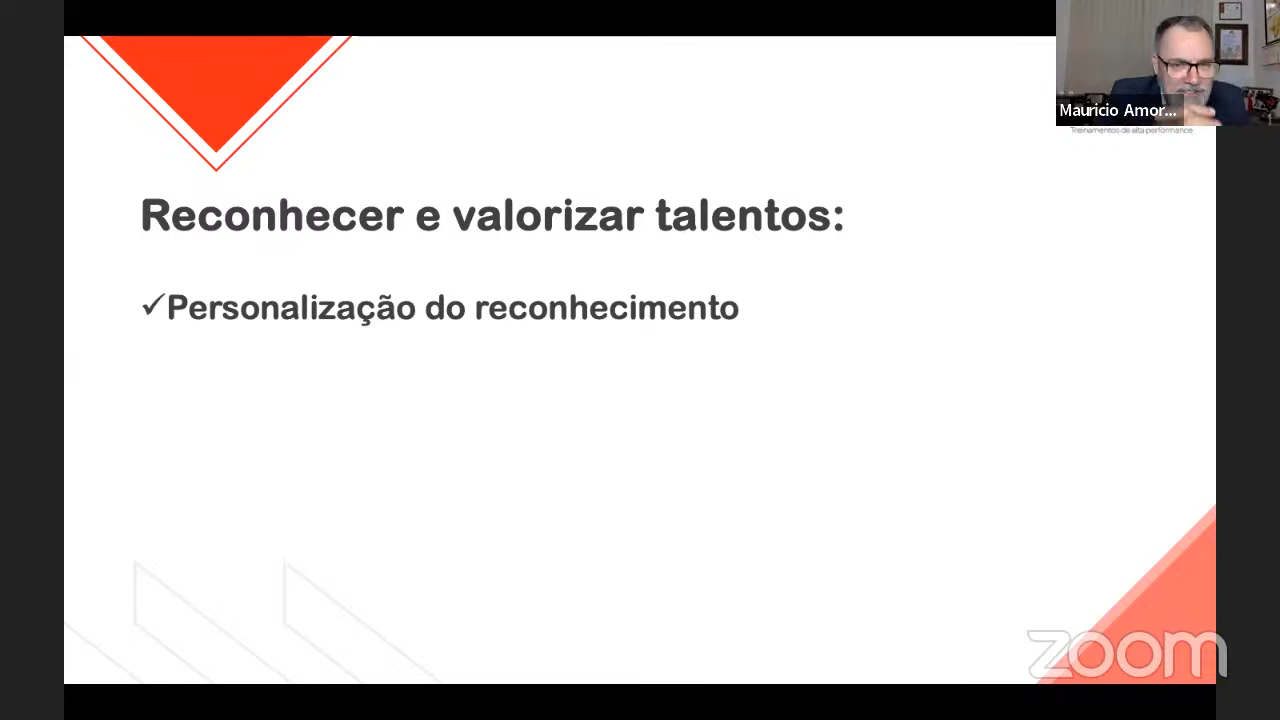 Mauricio Amor...
Treinamentos de alta performance
Reconhecer e valorizar talentos:
✓Personalização do reconhecimento
zoom